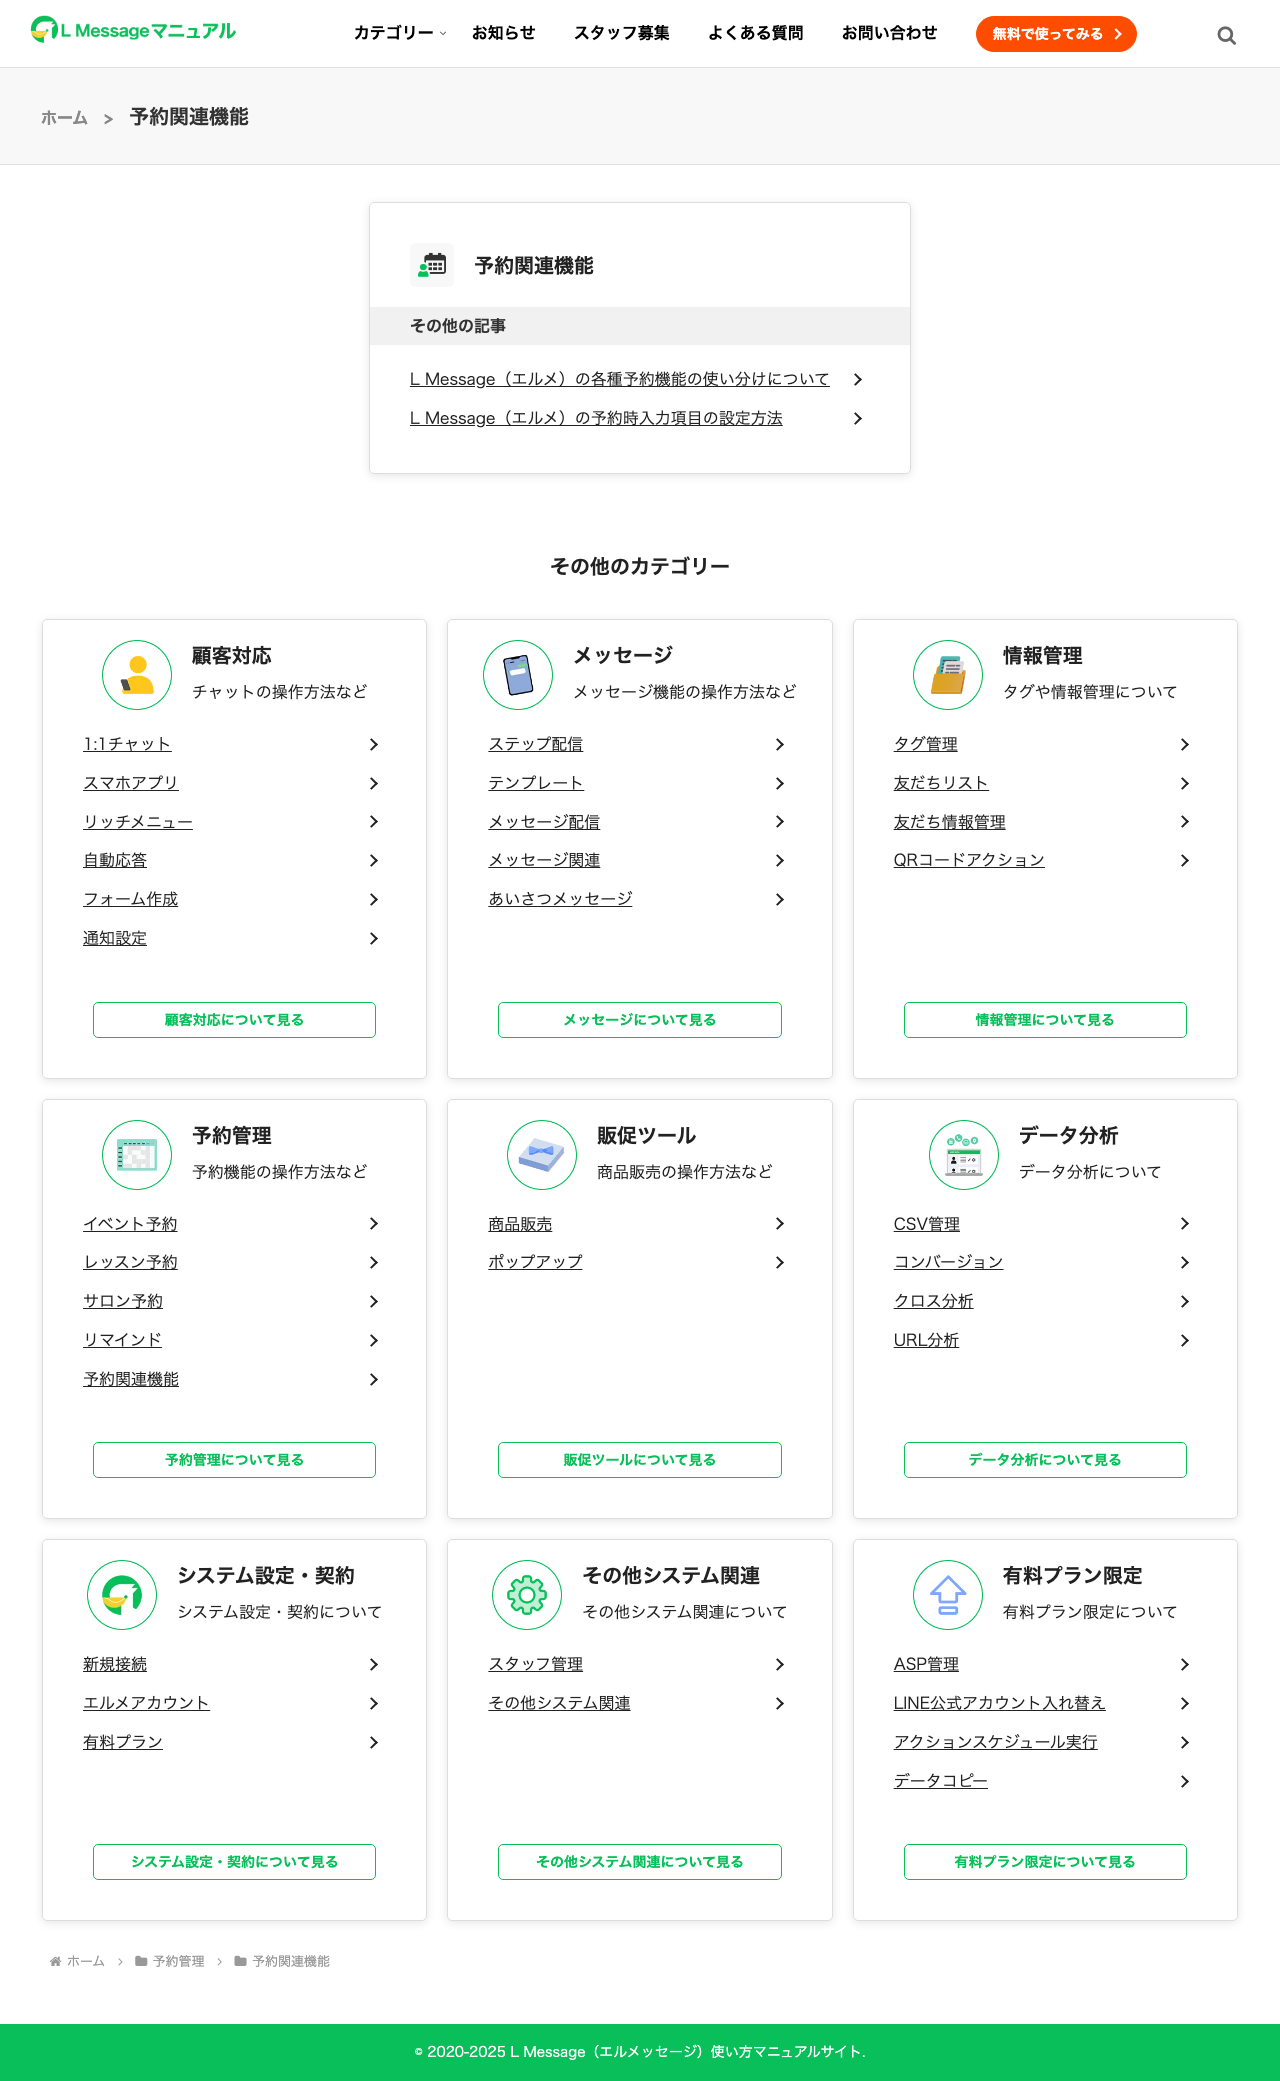 L Messageマニュアル
カテゴリー お知らせ スタッフ募集 よくある質問 お問い合わせ 無料で使ってみる
ホーム > 予約関連機能
予約関連機能
その他の記事
L Message（エルメ）の各種予約機能の使い分けについて
L Message（エルメ）の予約時入力項目の設定方法
その他のカテゴリー
顧客対応
チャットの操作方法など
1:1チャット
スマホアプリ
リッチメニュー
自動応答
フォーム作成
通知設定
顧客対応について見る
メッセージ
メッセージ機能の操作方法など
ステップ配信
テンプレート
メッセージ配信
メッセージ関連
あいさつメッセージ
メッセージについて見る
情報管理
タグや情報管理について
タグ管理
友だちリスト
友だち情報管理
QRコードアクション
情報管理について見る
予約管理
予約機能の操作方法など
イベント予約
レッスン予約
サロン予約
リマインド
予約関連機能
予約管理について見る
販促ツール
商品販売の操作方法など
商品販売
ポップアップ
販促ツールについて見る
データ分析
データ分析について
CSV管理
コンバージョン
クロス分析
URL分析
データ分析について見る
システム設定・契約
システム設定・契約について
新規接続
エルメアカウント
有料プラン
システム設定・契約について見る
その他システム関連
その他システム関連について
スタッフ管理
その他システム関連
その他システム関連について見る
有料プラン限定
有料プラン限定について
ASP管理
LINE公式アカウント入れ替え
アクションスケジュール実行
データコピー
有料プラン限定について見る
ホーム > 予約管理 > 予約関連機能
© 2020-2025 L Message（エルメッセージ）使い方マニュアルサイト.